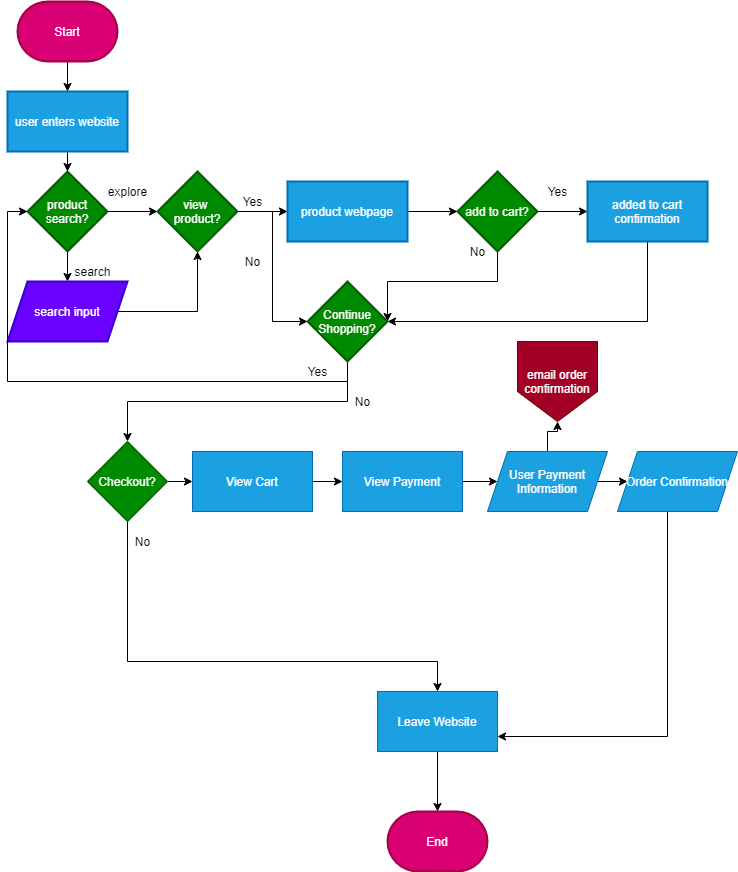 Start
user enters website
product
search?
explore
view
product?
Yes
product webpage
add to cart?
Yes
added to cart
confirmation
No
No
search
search input
Continue
Shopping?
Yes
No
email order
confirmation
Checkout?
View Cart
View Payment
User Payment
Information
Order Confirmation
No
Leave Website
End